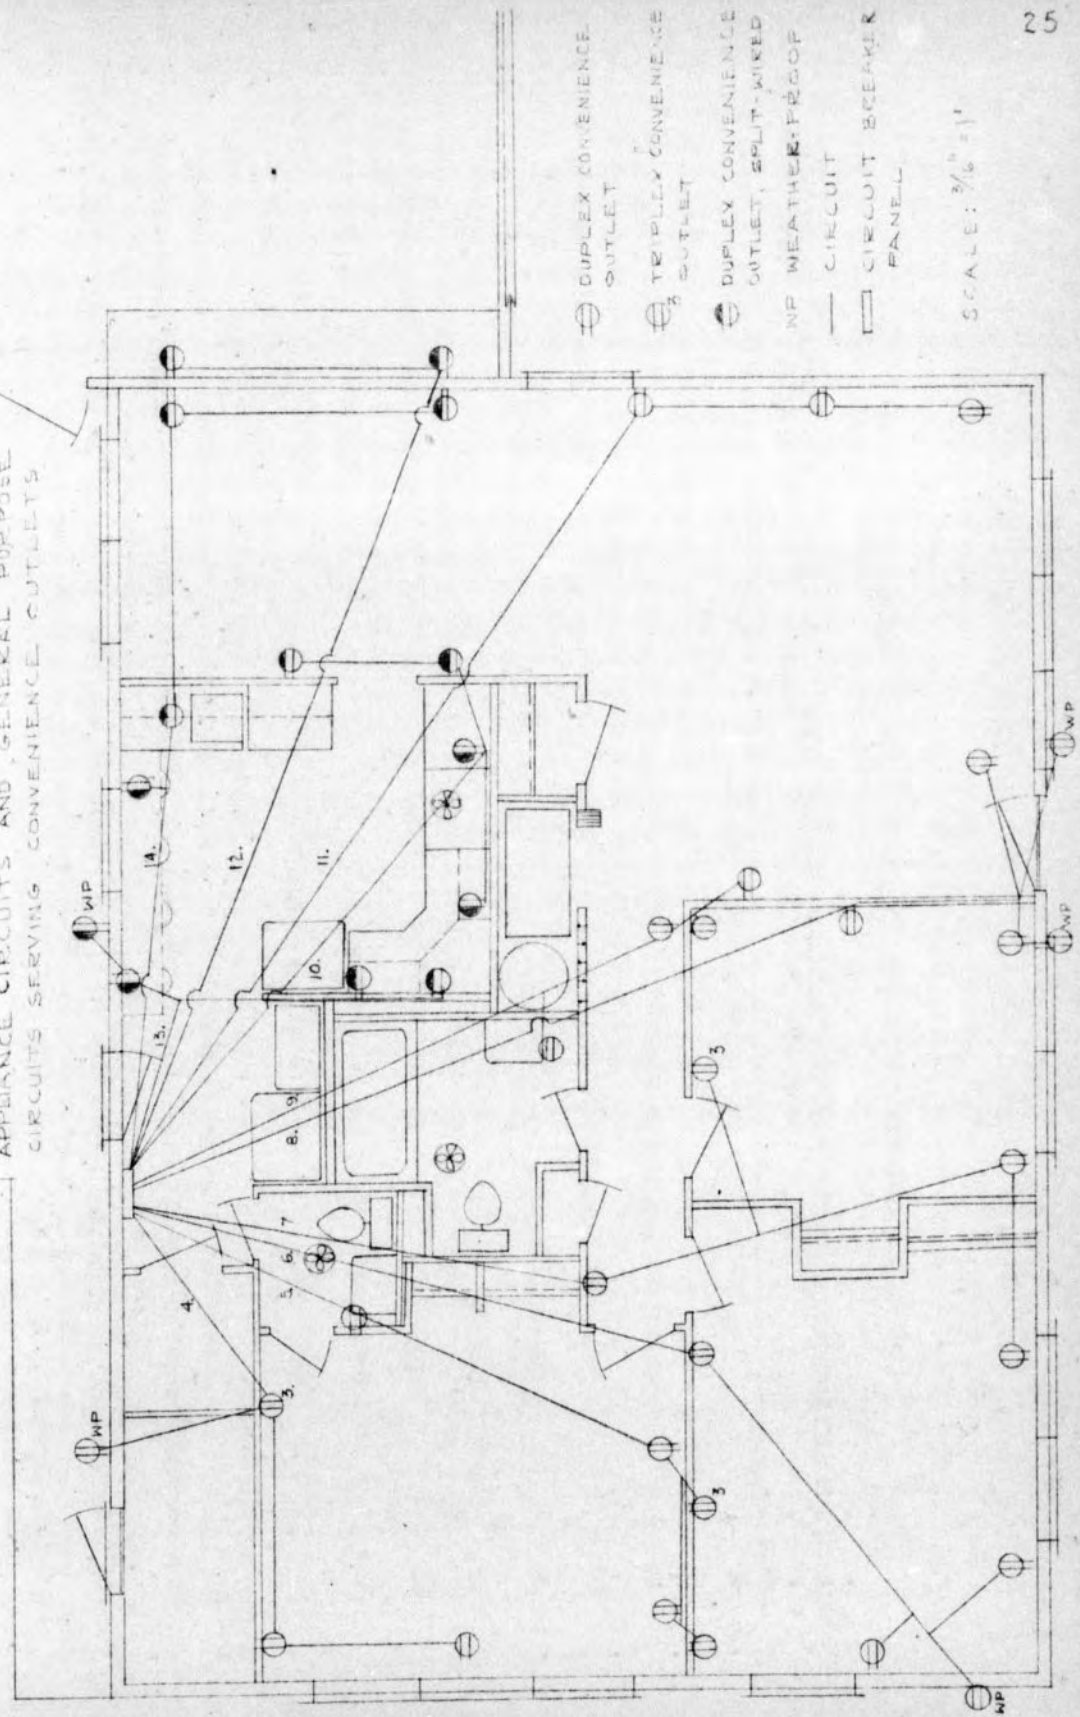 25
APPLIANCE CIRCUITS AND GENERAL PURPOSE
CIRCUITS SERVING CONVENIENCE OUTLETS
DUPLEX CONVENIENCE
OUTLET
3 TRIPLEX CONVENIENCE
OUTLET
DUPLEX CONVENIENCE
OUTLET, SPLIT-WIRED
WP WEATHER-PROOF
CIRCUIT
CIRCUIT BREAKER
PANEL
SCALE: 3/16" = 1'
WP
WP
4.
3.
5.
6.
7
8.
9.
10.
11.
12.
13.
14.
3
3
WP
WP
WP